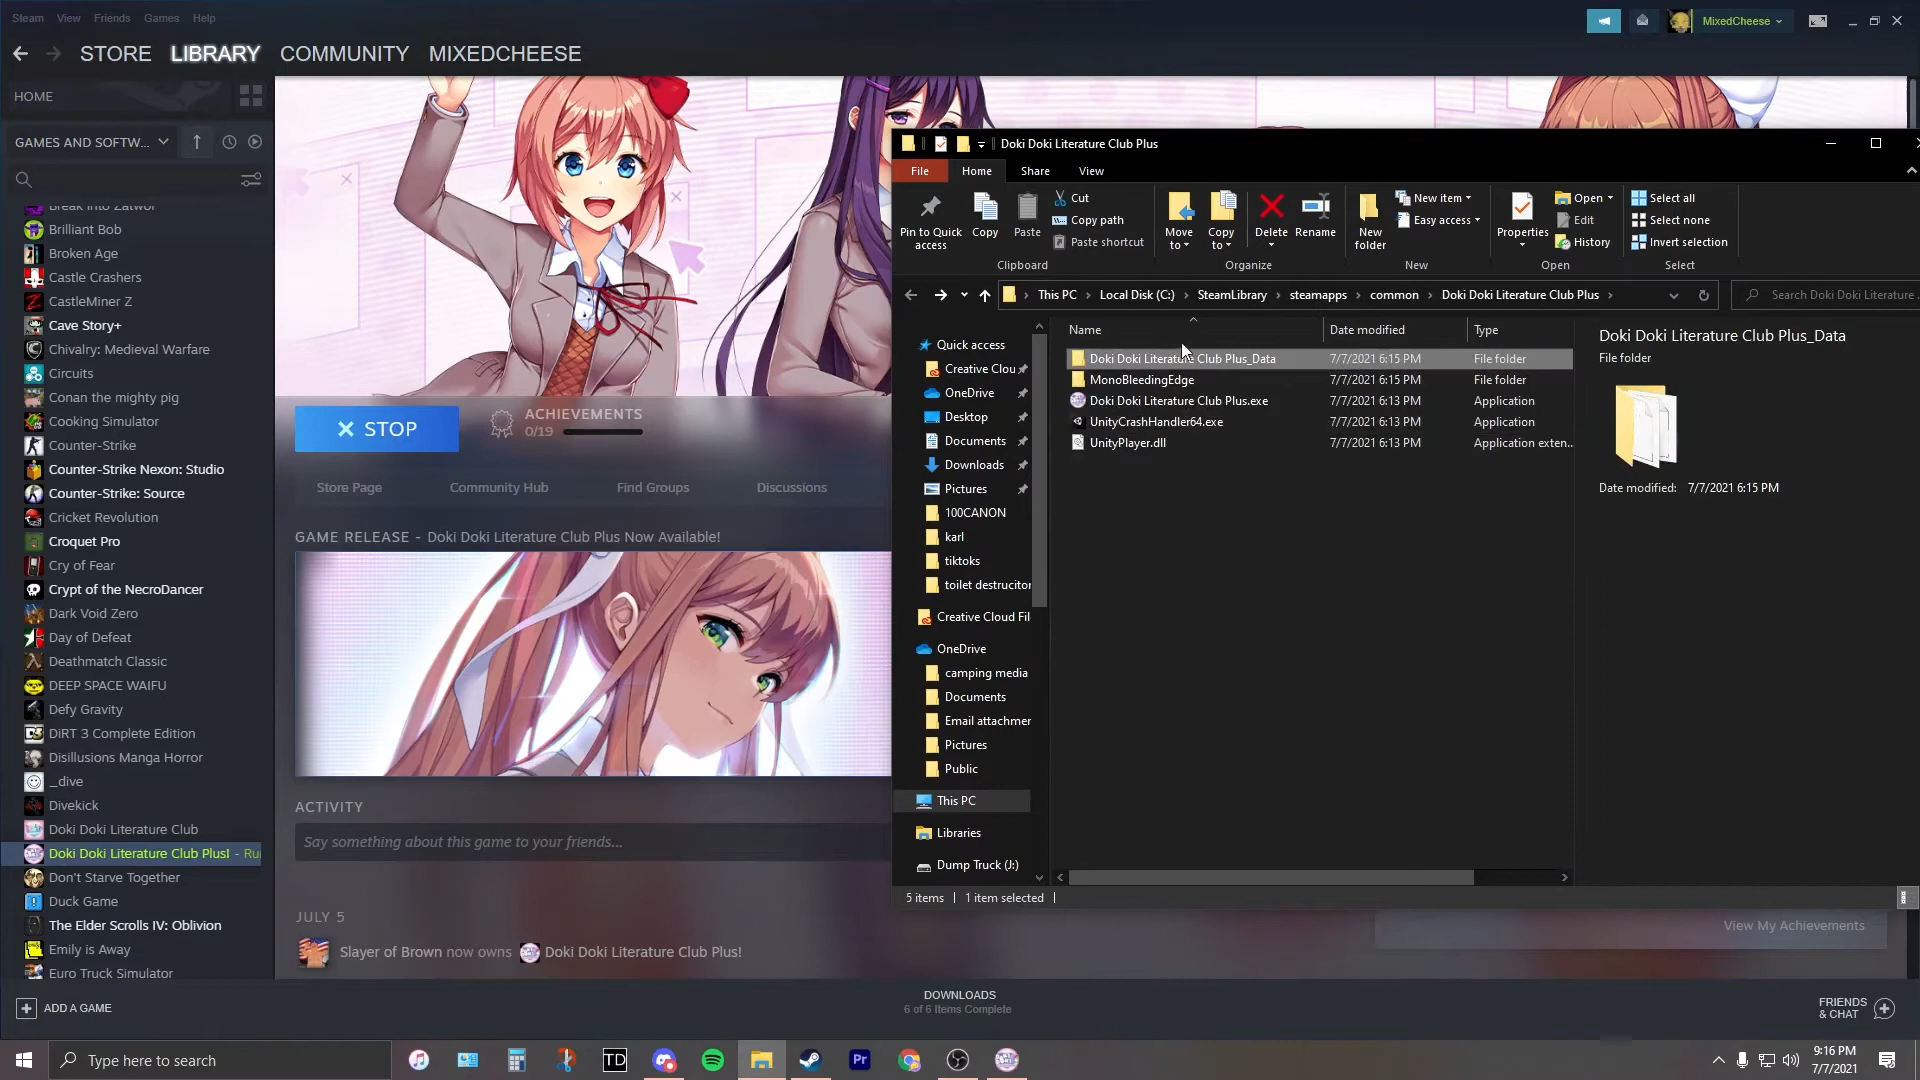 Steam View Friends Games Help
MixedCheese
STORE LIBRARY COMMUNITY MIXEDCHEESE
HOME
GAMES AND SOFTW...
Brilliant Bob
Broken Age
Castle Crashers
CastleMiner Z
Cave Story+
Chivalry: Medieval Warfare
Circuits
Conan the mighty pig
Cooking Simulator
Counter-Strike
Counter-Strike Nexon: Studio
Counter-Strike: Source
Cricket Revolution
Croquet Pro
Cry of Fear
Crypt of the NecroDancer
Dark Void Zero
Day of Defeat
Deathmatch Classic
DEEP SPACE WAIFU
Defy Gravity
DiRT 3 Complete Edition
Disillusions Manga Horror
_dive
Divekick
Doki Doki Literature Club
Doki Doki Literature Club Plus! - Ru
Don't Starve Together
Duck Game
The Elder Scrolls IV: Oblivion
Emily is Away
Euro Truck Simulator
STOP
ACHIEVEMENTS
0/19
Store Page Community Hub Find Groups Discussions
GAME RELEASE - Doki Doki Literature Club Plus Now Available!
ACTIVITY
Say something about this game to your friends...
JULY 5
Slayer of Brown now owns Doki Doki Literature Club Plus!
View My Achievements
Doki Doki Literature Club Plus
File Home Share View
Pin to Quick access
Copy
Paste
Cut
Copy path
Paste shortcut
Clipboard
Move to
Copy to
Delete
Rename
Organize
New folder
New item
Easy access
New
Properties
Open
Edit
History
Open
Select all
Select none
Invert selection
Select
This PC > Local Disk (C:) > SteamLibrary > steamapps > common > Doki Doki Literature Club Plus >
Search Doki Doki Literature ...
Quick access
Creative Clou
OneDrive
Desktop
Documents
Downloads
Pictures
100CANON
karl
tiktoks
toilet destrucitor
Creative Cloud Fil
OneDrive
camping media
Documents
Email attachmer
Pictures
Public
This PC
Libraries
Dump Truck (J:)
Name Date modified Type
Doki Doki Literature Club Plus_Data 7/7/2021 6:15 PM File folder
MonoBleedingEdge 7/7/2021 6:15 PM File folder
Doki Doki Literature Club Plus.exe 7/7/2021 6:13 PM Application
UnityCrashHandler64.exe 7/7/2021 6:13 PM Application
UnityPlayer.dll 7/7/2021 6:13 PM Application exten...
Doki Doki Literature Club Plus_Data
File folder
Date modified: 7/7/2021 6:15 PM
5 items 1 item selected
ADD A GAME
DOWNLOADS
6 of 6 Items Complete
FRIENDS
& CHAT
Type here to search
TD
Pr
9:16 PM
7/7/2021